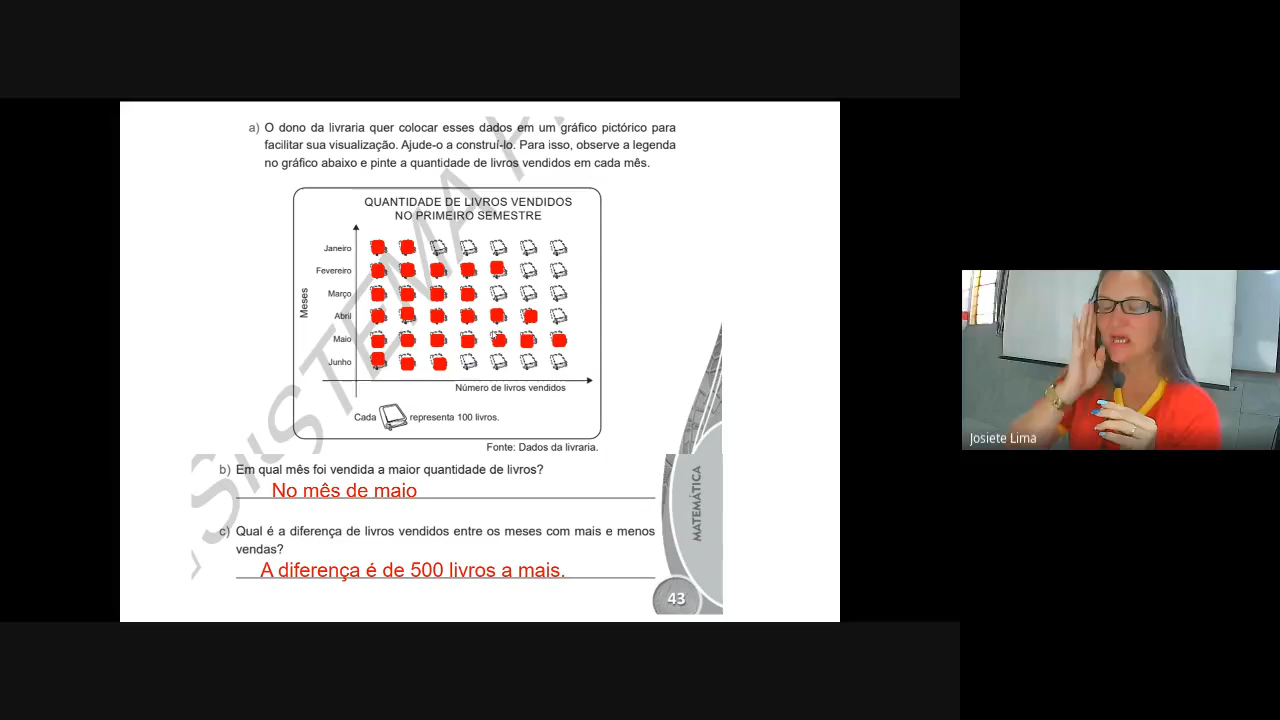 a) O dono da livraria quer colocar esses dados em um gráfico pictórico para
facilitar sua visualização. Ajude-o a construí-lo. Para isso, observe a legenda
no gráfico abaixo e pinte a quantidade de livros vendidos em cada mês.
QUANTIDADE DE LIVROS VENDIDOS
NO PRIMEIRO SEMESTRE
Meses
Janeiro
Fevereiro
Março
Abril
Maio
Junho
Número de livros vendidos
Cada representa 100 livros.
Fonte: Dados da livraria.
b) Em qual mês foi vendida a maior quantidade de livros?
No mês de maio
c) Qual é a diferença de livros vendidos entre os meses com mais e menos
vendas?
A diferença é de 500 livros a mais.
MATEMÁTICA
43
SISTEMA
Josiete Lima